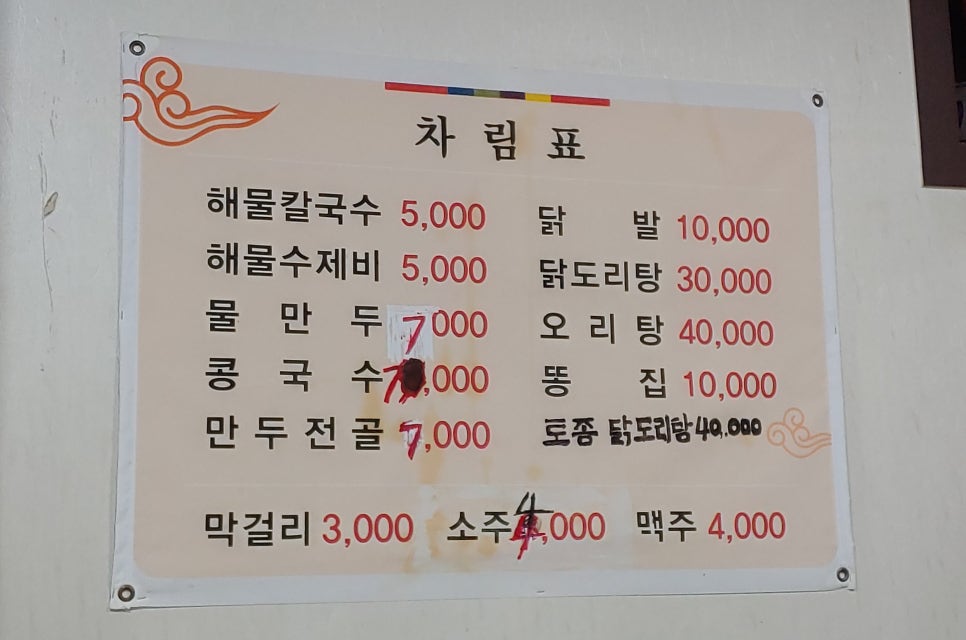 차림표
해물칼국수 5,000
해물수제비 5,000
물만두 7000
콩국수 ,000
만두전골 7,000
닭발 10,000
닭도리탕 30,000
오리탕 40,000
똥집 10,000
토종 닭도리탕 40.000
막걸리 3,000 소주 4,000 맥주 4,000